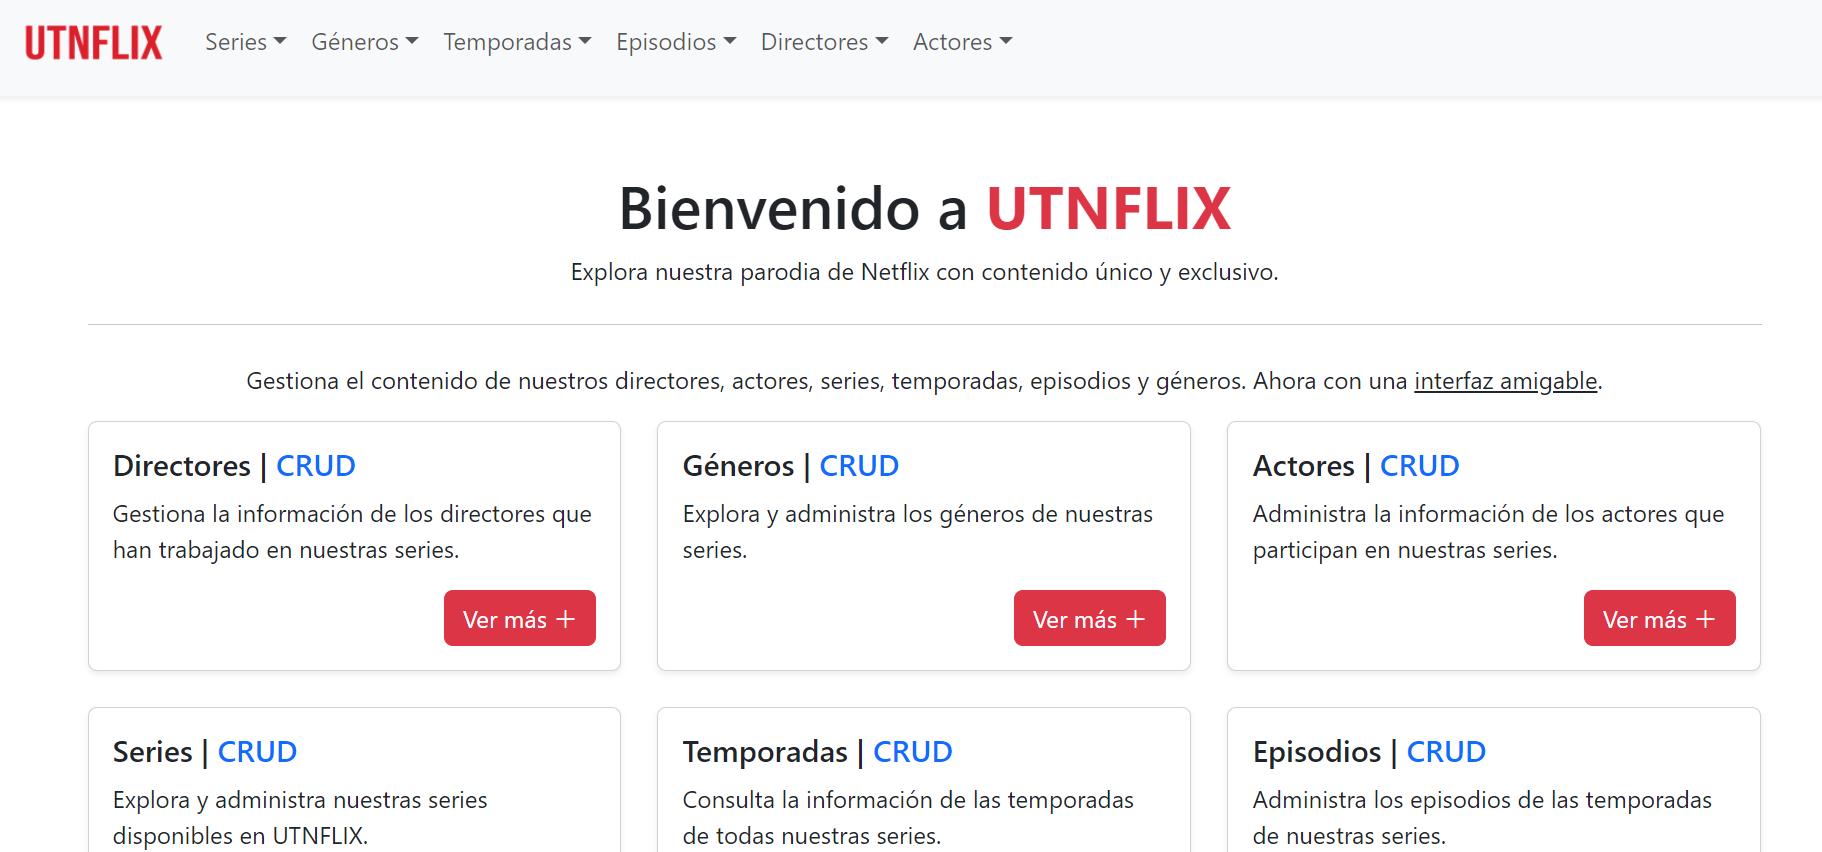 UTNFLIX Series Géneros Temporadas Episodios Directores Actores
Bienvenido a UTNFLIX
Explora nuestra parodia de Netflix con contenido único y exclusivo.
Gestiona el contenido de nuestros directores, actores, series, temporadas, episodios y géneros. Ahora con una interfaz amigable.
Directores | CRUD
Gestiona la información de los directores que
han trabajado en nuestras series.
Ver más +
Géneros | CRUD
Explora y administra los géneros de nuestras
series.
Ver más +
Actores | CRUD
Administra la información de los actores que
participan en nuestras series.
Ver más +
Series | CRUD
Explora y administra nuestras series
disponibles en UTNFLIX.
Temporadas | CRUD
Consulta la información de las temporadas
de todas nuestras series.
Episodios | CRUD
Administra los episodios de las temporadas
de nuestras series.